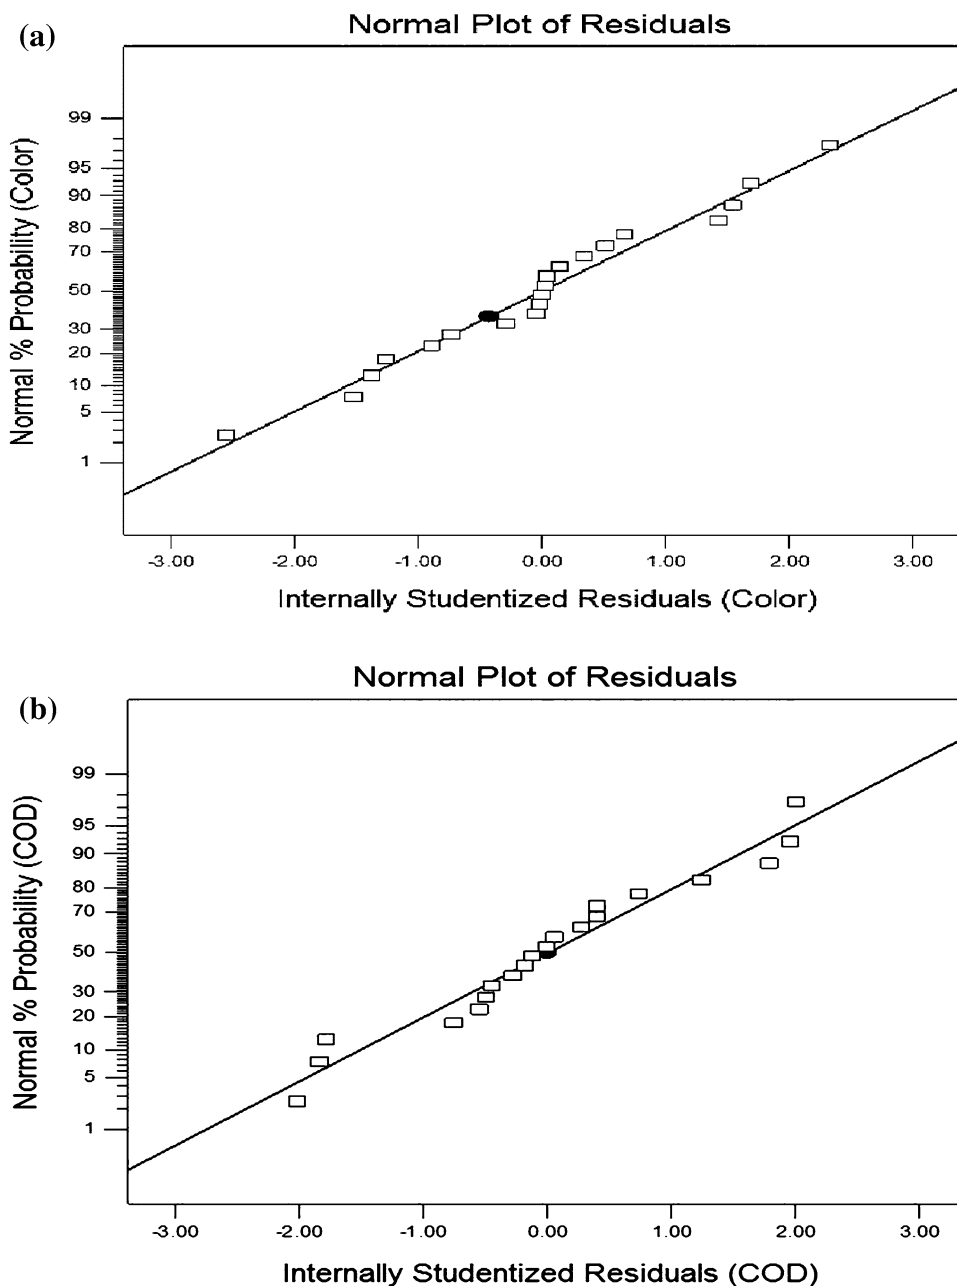 (a)
Normal Plot of Residuals
Normal % Probability (Color)
99
95
90
80
70
50
30
20
10
5
1
-3.00 -2.00 -1.00 0.00 1.00 2.00 3.00
Internally Studentized Residuals (Color)
(b)
Normal Plot of Residuals
Normal % Probability (COD)
99
95
90
80
70
50
30
20
10
5
1
-3.00 -2.00 -1.00 0.00 1.00 2.00 3.00
Internally Studentized Residuals (COD)